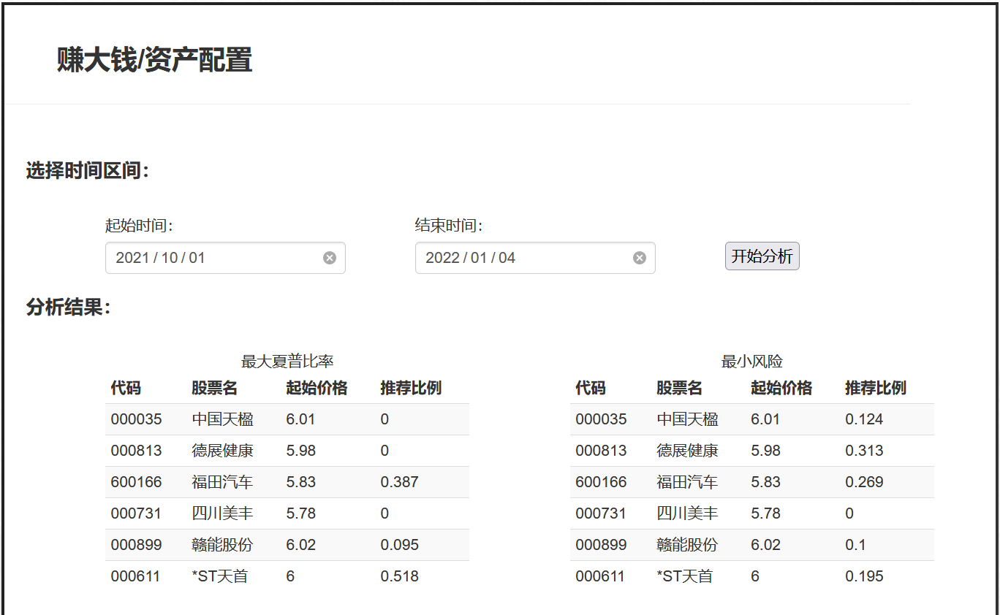 赚大钱/资产配置
选择时间区间：
起始时间： 结束时间：
2021 / 10 / 01 2022 / 01 / 04 开始分析
分析结果：
最大夏普比率 最小风险
代码 股票名 起始价格 推荐比例 代码 股票名 起始价格 推荐比例
000035 中国天楹 6.01 0 000035 中国天楹 6.01 0.124
000813 德展健康 5.98 0 000813 德展健康 5.98 0.313
600166 福田汽车 5.83 0.387 600166 福田汽车 5.83 0.269
000731 四川美丰 5.78 0 000731 四川美丰 5.78 0
000899 赣能股份 6.02 0.095 000899 赣能股份 6.02 0.1
000611 *ST天首 6 0.518 000611 *ST天首 6 0.195